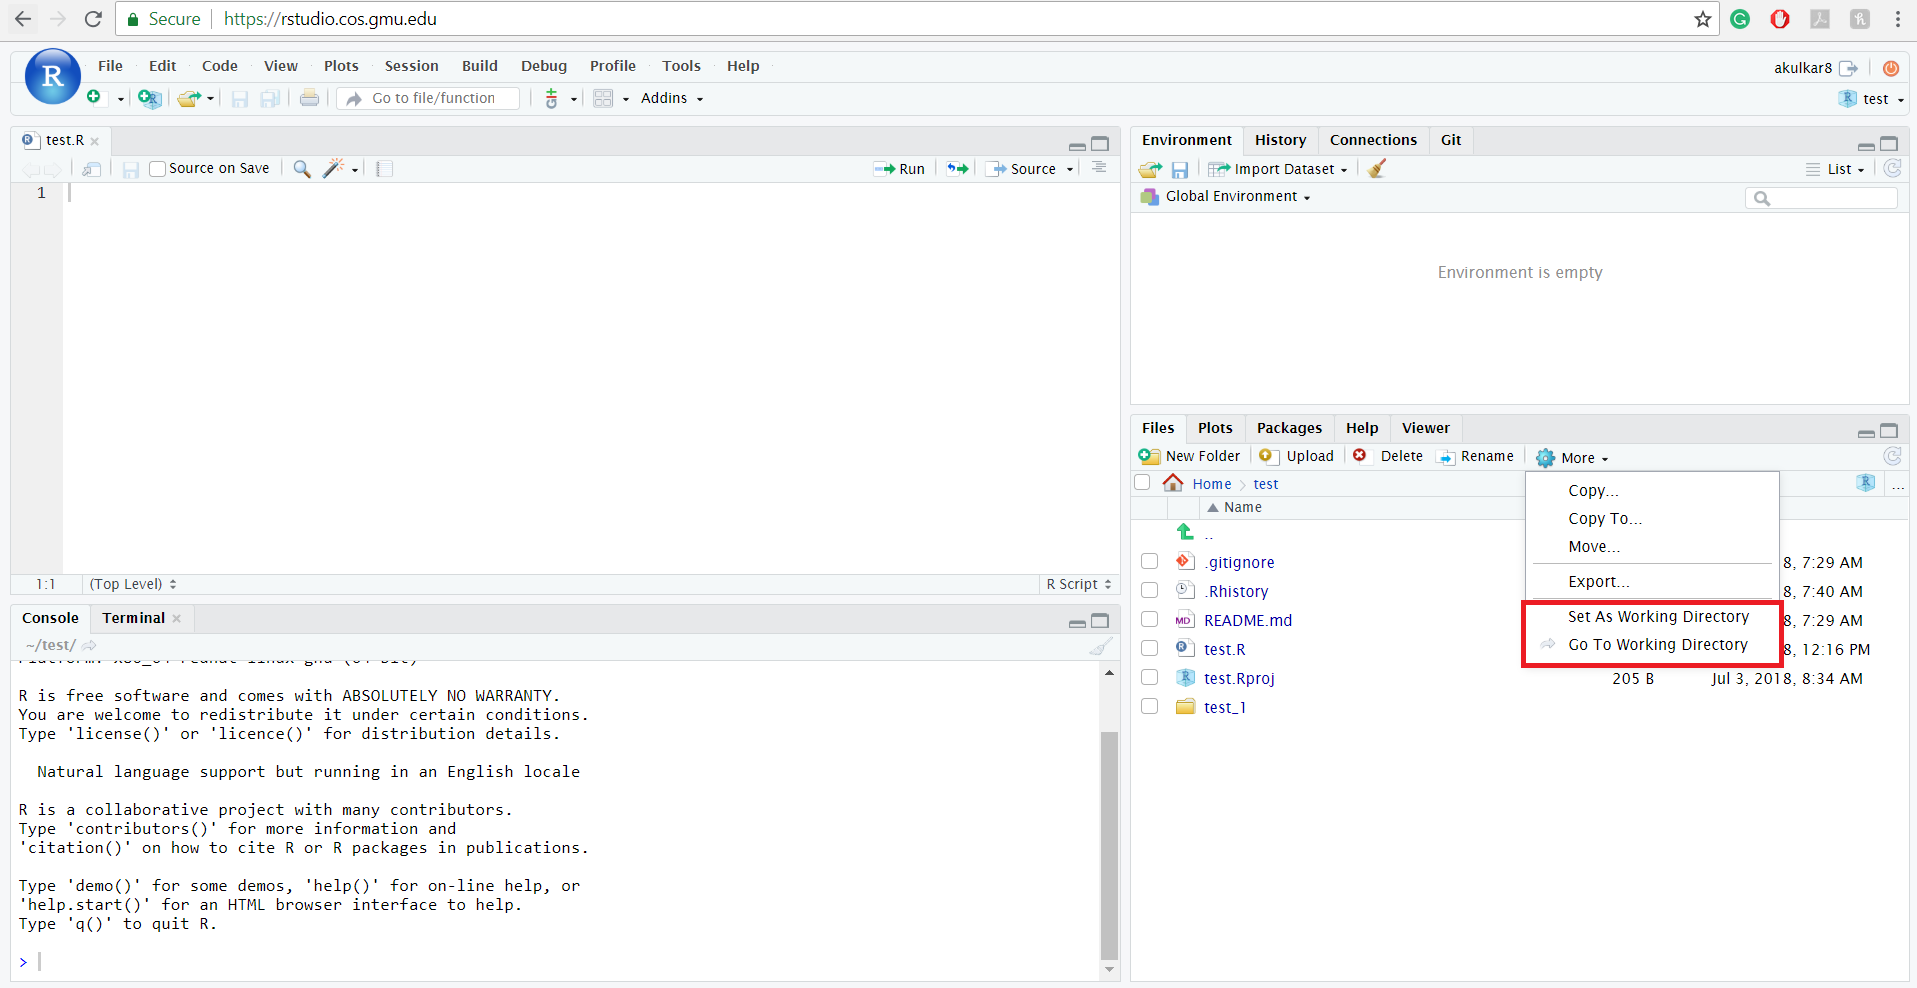 Secure https://rstudio.cos.gmu.edu
R File Edit Code View Plots Session Build Debug Profile Tools Help akulkar8
Go to file/function Addins test
test.R
Source on Save Run Source
1
1:1 (Top Level) R Script
Console Terminal
~/test/
R is free software and comes with ABSOLUTELY NO WARRANTY.
You are welcome to redistribute it under certain conditions.
Type 'license()' or 'licence()' for distribution details.
Natural language support but running in an English locale
R is a collaborative project with many contributors.
Type 'contributors()' for more information and
'citation()' on how to cite R or R packages in publications.
Type 'demo()' for some demos, 'help()' for on-line help, or
'help.start()' for an HTML browser interface to help.
Type 'q()' to quit R.
>
Environment History Connections Git
Import Dataset List
Global Environment
Environment is empty
Files Plots Packages Help Viewer
New Folder Upload Delete Rename More
Home test ...
Name
..
.gitignore 8, 7:29 AM
.Rhistory 8, 7:40 AM
README.md 8, 7:29 AM
test.R 8, 12:16 PM
test.Rproj 205 B Jul 3, 2018, 8:34 AM
test_1
Copy...
Copy To...
Move...
Export...
Set As Working Directory
Go To Working Directory